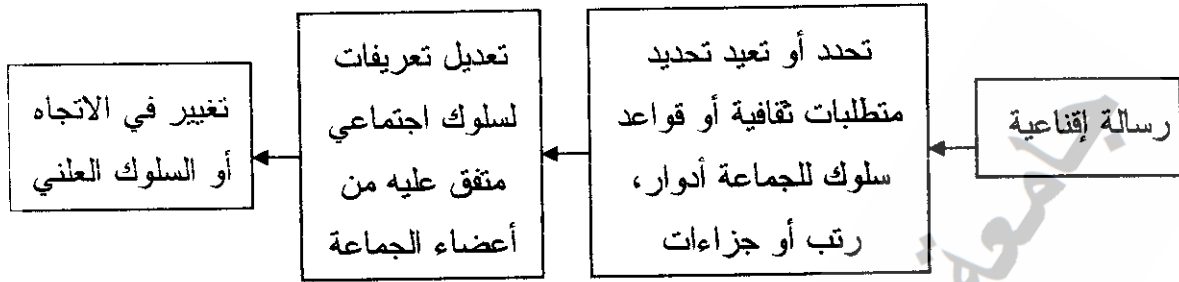 رسالة إقناعية
تحدد أو تعيد تحديد
متطلبات ثقافية أو قواعد
سلوك للجماعة أدوار،
رتب أو جزاءات
تعديل تعريفات
لسلوك اجتماعي
متفق عليه من
أعضاء الجماعة
تغيير في الاتجاه
أو السلوك العلني
جامعة